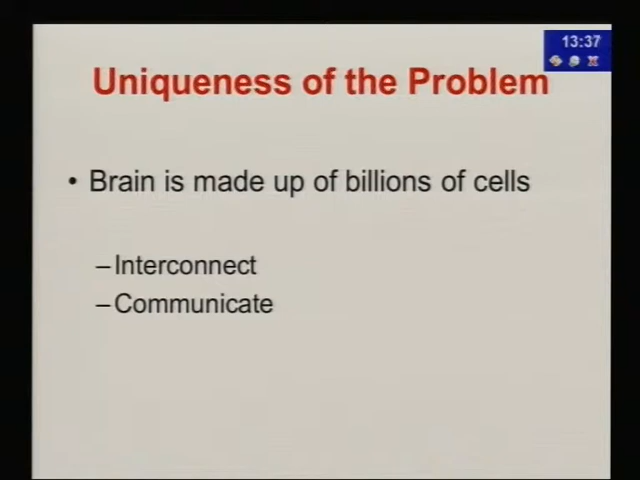 13:37
Uniqueness of the Problem
• Brain is made up of billions of cells
–Interconnect
–Communicate